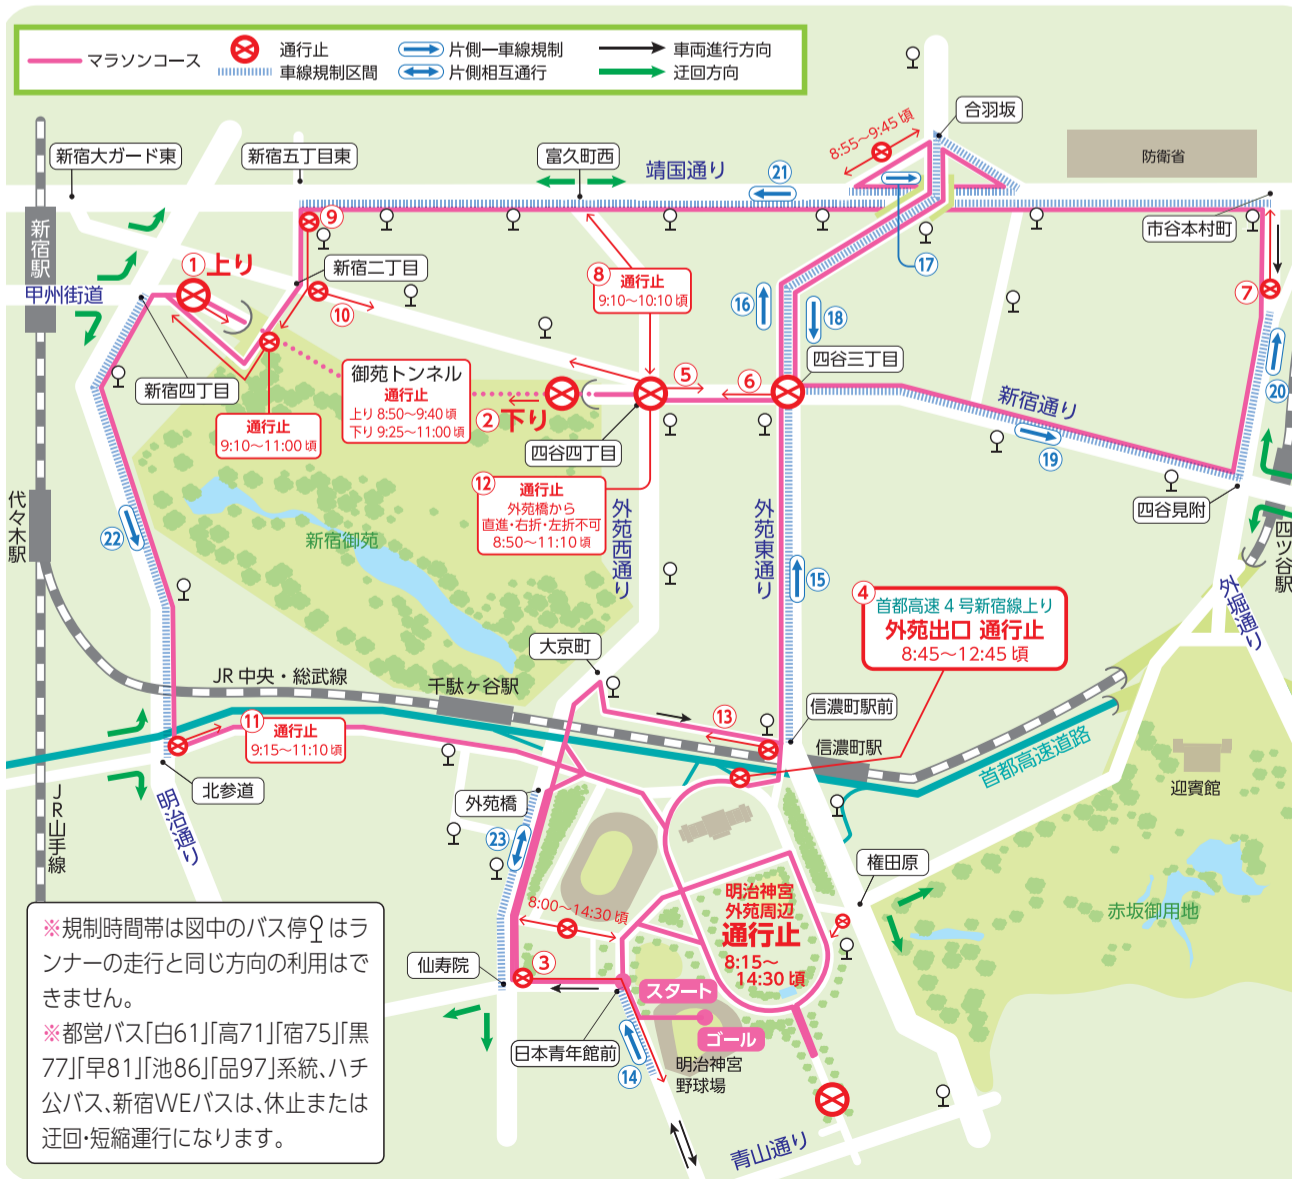 マラソンコース
通行止
車線規制区間
片側一車線規制
片側相互通行
車両進行方向
迂回方向
合羽坂
防衛省
8:55〜9:45頃
新宿大ガード東
新宿五丁目東
富久町西
靖国通り
21
市谷本村町
新宿駅
甲州街道
1 上り
9
新宿二丁目
10
8
通行止
9:10〜10:10頃
17
16
18
7
20
新宿四丁目
御苑トンネル
通行止
上り 8:50〜9:40頃
下り 9:25〜11:00頃
通行止
9:10〜11:00頃
2 下り
5
6
四谷三丁目
新宿通り
19
四谷四丁目
四谷見附
四ツ谷駅
12
通行止
外苑橋から
直進・右折・左折不可
8:50〜11:10頃
代々木駅
22
新宿御苑
外苑西通り
外苑東通り
15
外堀通り
4
首都高速4号新宿線上り
外苑出口 通行止
8:45〜12:45頃
大京町
JR中央・総武線
千駄ヶ谷駅
13
信濃町駅前
信濃町駅
首都高速道路
11
通行止
9:15〜11:10頃
北参道
明治通り
JR山手線
外苑橋
23
迎賓館
権田原
赤坂御用地
8:00〜14:30頃
明治神宮
外苑周辺
通行止
8:15〜
14:30頃
仙寿院
3
スタート
ゴール
日本青年館前
14
明治神宮
野球場
青山通り
※規制時間帯は図中のバス停はラ
ンナーの走行と同じ方向の利用はで
きません。
※都営バス「白61」「高71」「宿75」「黒
77」「早81」「池86」「品97」系統、ハチ
公バス、新宿WEバスは、休止または
迂回・短縮運行になります。